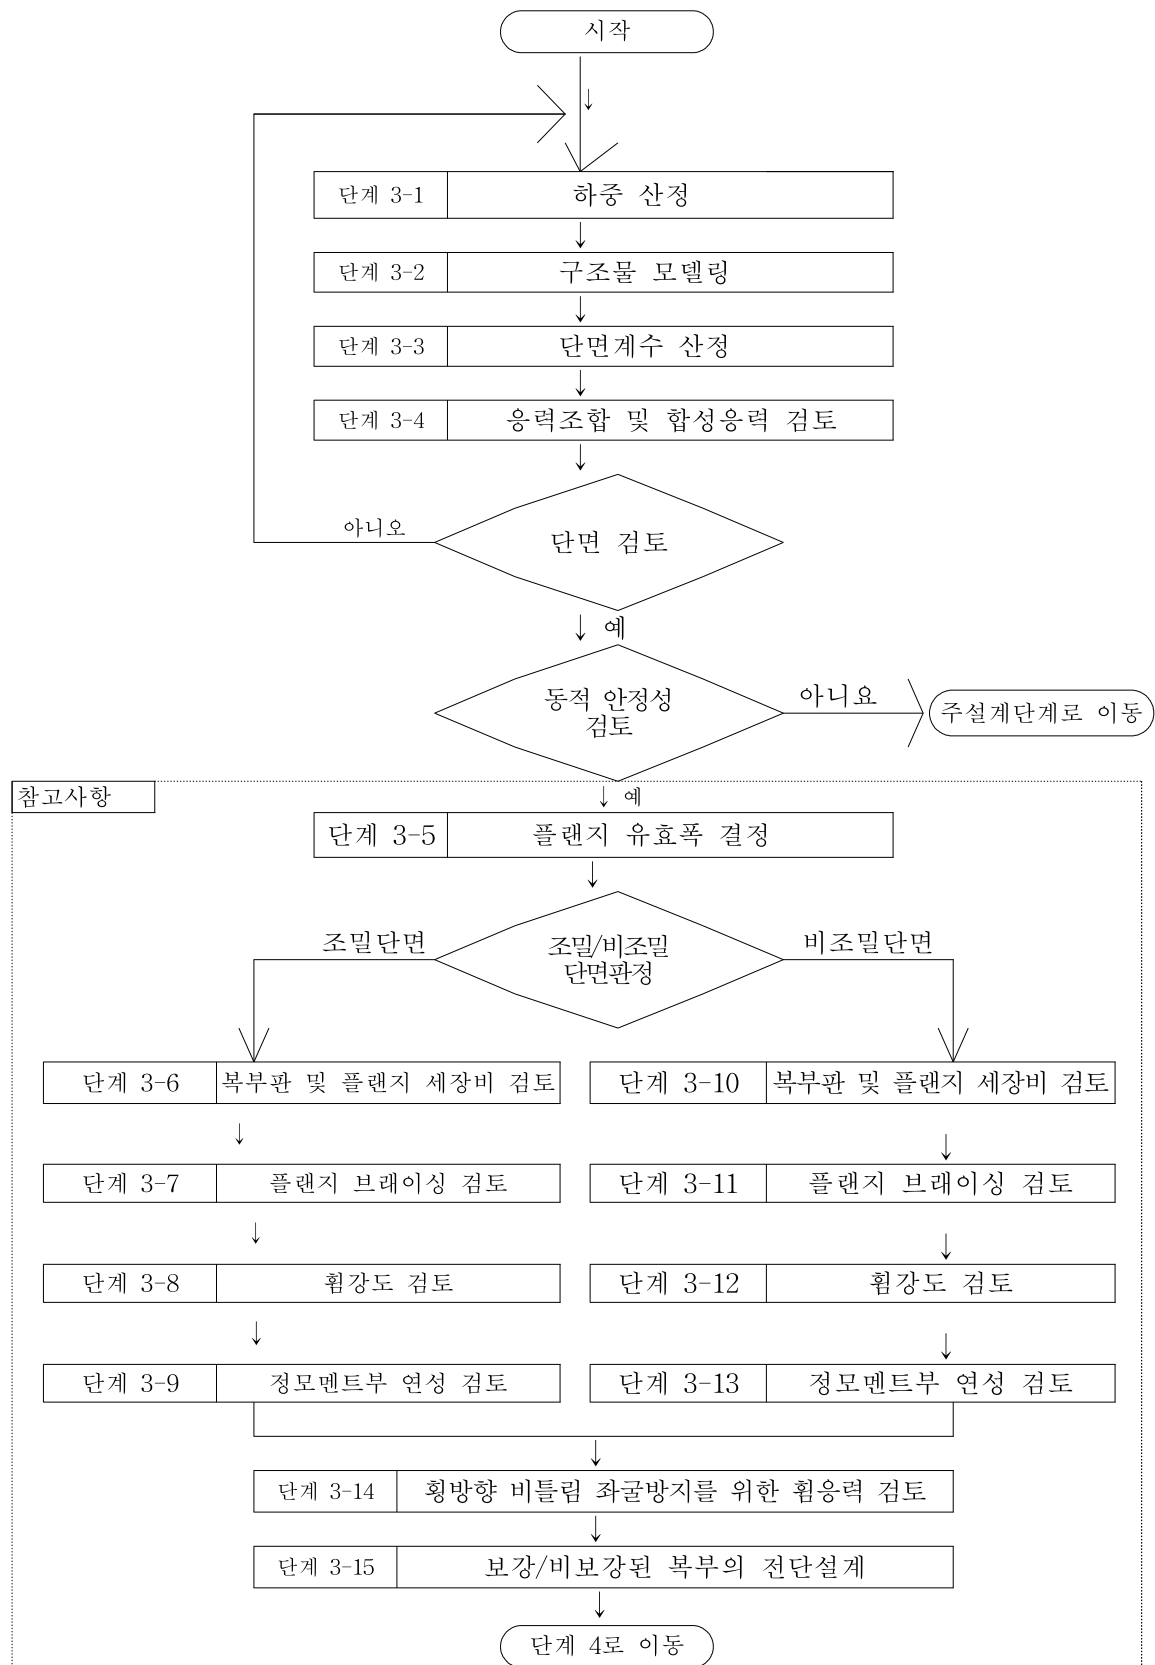 시작
단계 3-1 하중 산정
단계 3-2 구조물 모델링
단계 3-3 단면계수 산정
단계 3-4 응력조합 및 합성응력 검토
아니오
단면 검토
예
동적 안정성
검토
아니요
주설계단계로 이동
참고사항
예
단계 3-5 플랜지 유효폭 결정
조밀단면
조밀/비조밀
단면판정
비조밀단면
단계 3-6 복부판 및 플랜지 세장비 검토
단계 3-10 복부판 및 플랜지 세장비 검토
단계 3-7 플랜지 브래이싱 검토
단계 3-11 플랜지 브래이싱 검토
단계 3-8 휨강도 검토
단계 3-12 휨강도 검토
단계 3-9 정모멘트부 연성 검토
단계 3-13 정모멘트부 연성 검토
단계 3-14 횡방향 비틀림 좌굴방지를 위한 휨응력 검토
단계 3-15 보강/비보강된 복부의 전단설계
단계 4로 이동